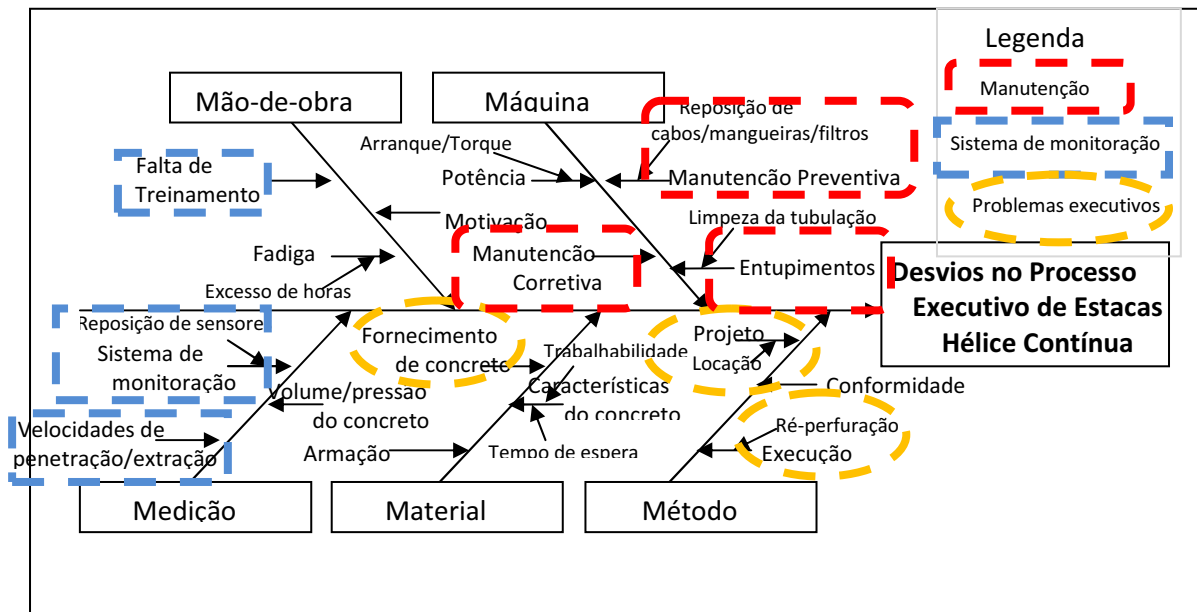 Legenda
Manutenção
Sistema de monitoração
Problemas executivos
Mão-de-obra
Máquina
Falta de
Treinamento
Motivação
Fadiga
Excesso de horas
Arranque/Torque
Potência
Reposição de
cabos/mangueiras/filtros
Manutencão Preventiva
Manutencão
Corretiva
Limpeza da tubulação
Entupimentos
Desvios no Processo
Executivo de Estacas
Hélice Contínua
Reposição de sensore
Sistema de
monitoração
Volume/pressão
do concreto
Velocidades de
penetração/extração
Fornecimento
de concreto
Trabalhabilidade
Características
do concreto
Tempo de espera
Armação
Projeto
Locação
Conformidade
Ré-perfuração
Execução
Medição
Material
Método